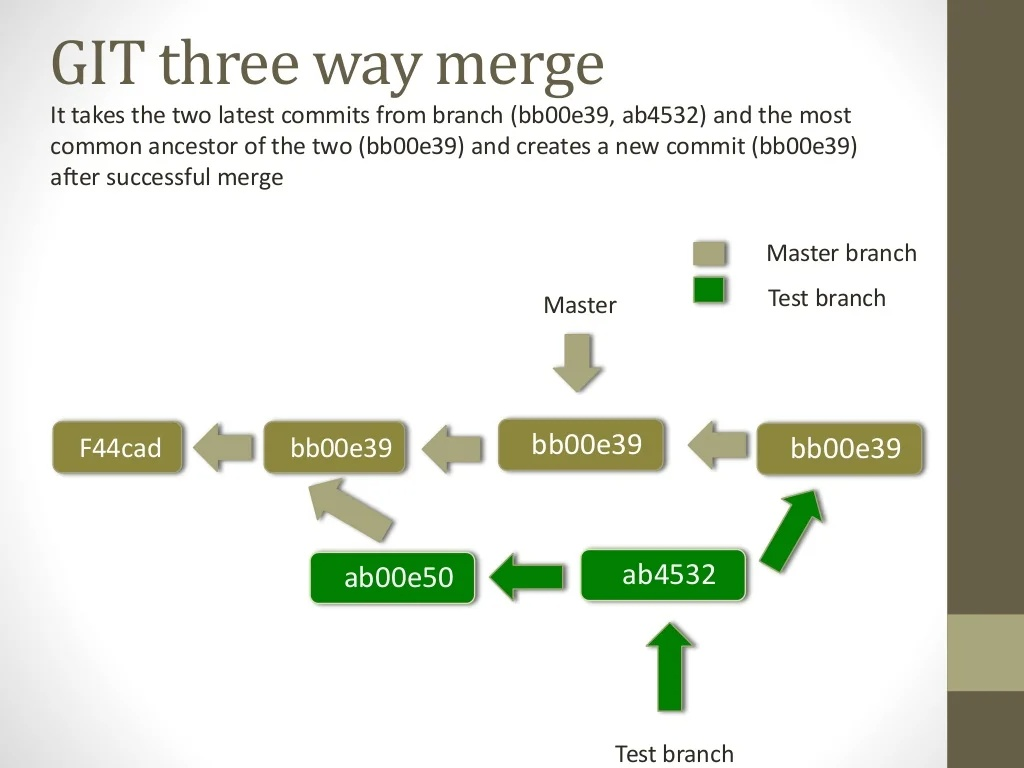 GIT three way merge
It takes the two latest commits from branch (bb00e39, ab4532) and the most
common ancestor of the two (bb00e39) and creates a new commit (bb00e39)
after successful merge
Master branch
Test branch
Master
F44cad
bb00e39
bb00e39
bb00e39
ab00e50
ab4532
Test branch